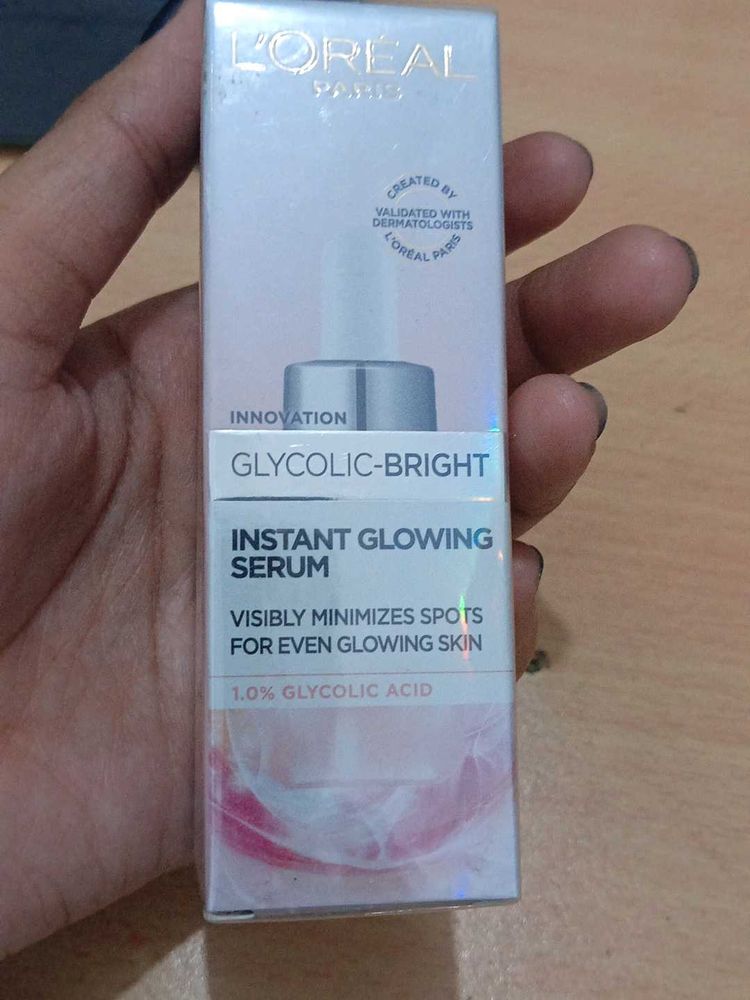 L'ORÉAL
PARIS
CREATED BY
VALIDATED WITH
DERMATOLOGISTS
L'ORÉAL PARIS
INNOVATION
GLYCOLIC-BRIGHT
INSTANT GLOWING
SERUM
VISIBLY MINIMIZES SPOTS
FOR EVEN GLOWING SKIN
1.0% GLYCOLIC ACID